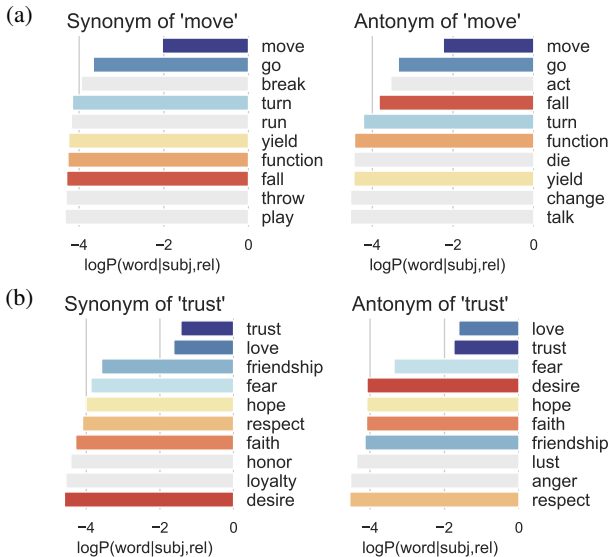 (a)
Synonym of 'move'
move
go
break
turn
run
yield
function
fall
throw
play
−4
−2
0
logP(word|subj,rel)
Antonym of 'move'
move
go
act
fall
turn
function
die
yield
change
talk
−4
−2
0
logP(word|subj,rel)
(b)
Synonym of 'trust'
trust
love
friendship
fear
hope
respect
faith
honor
loyalty
desire
−4
−2
0
logP(word|subj,rel)
Antonym of 'trust'
love
trust
fear
desire
hope
faith
friendship
lust
anger
respect
−4
−2
0
logP(word|subj,rel)